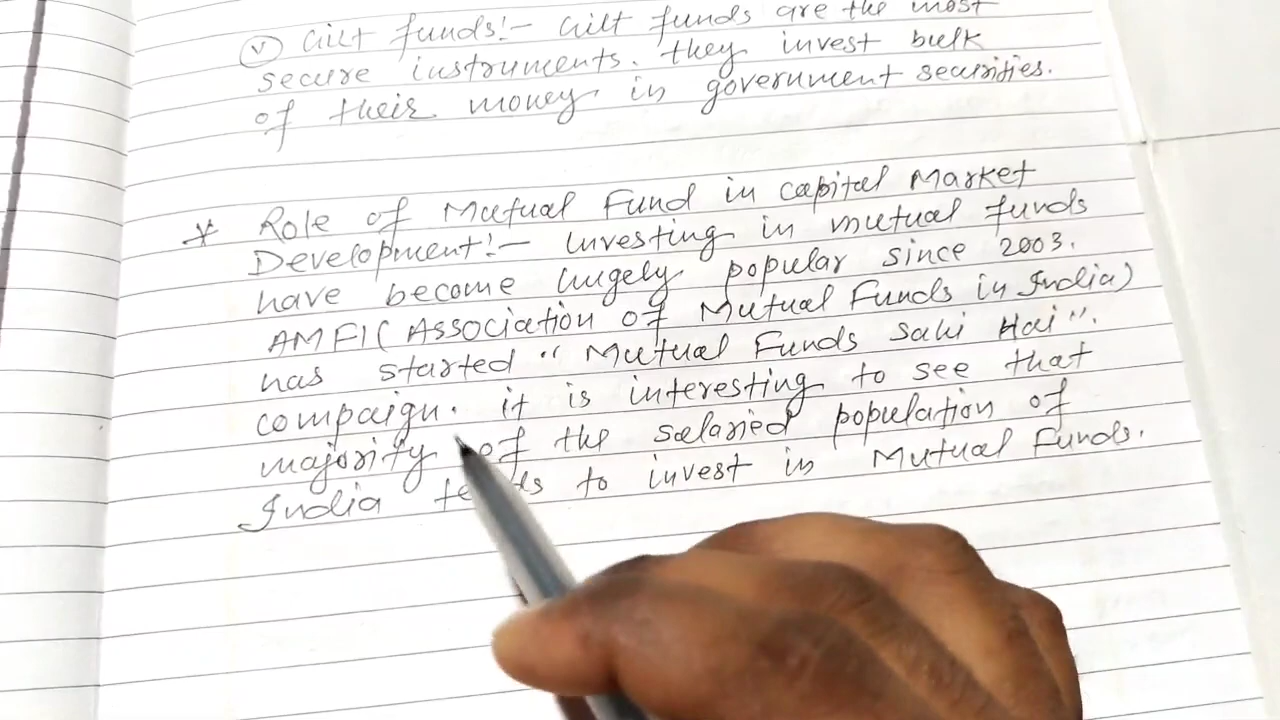 (v) Gilt funds:- Gilt funds are the most
secure instruments. they invest bulk
of their money in government securities.
* Role of Mutual Fund in capital Market
Development:- Investing in mutual funds
have become hugely popular since 2003.
AMFI (Association of Mutual Funds in India)
has started "Mutual Funds Sahi Hai".
compaign. it is interesting to see that
majority of the salaried population of
India tends to invest in Mutual Funds.